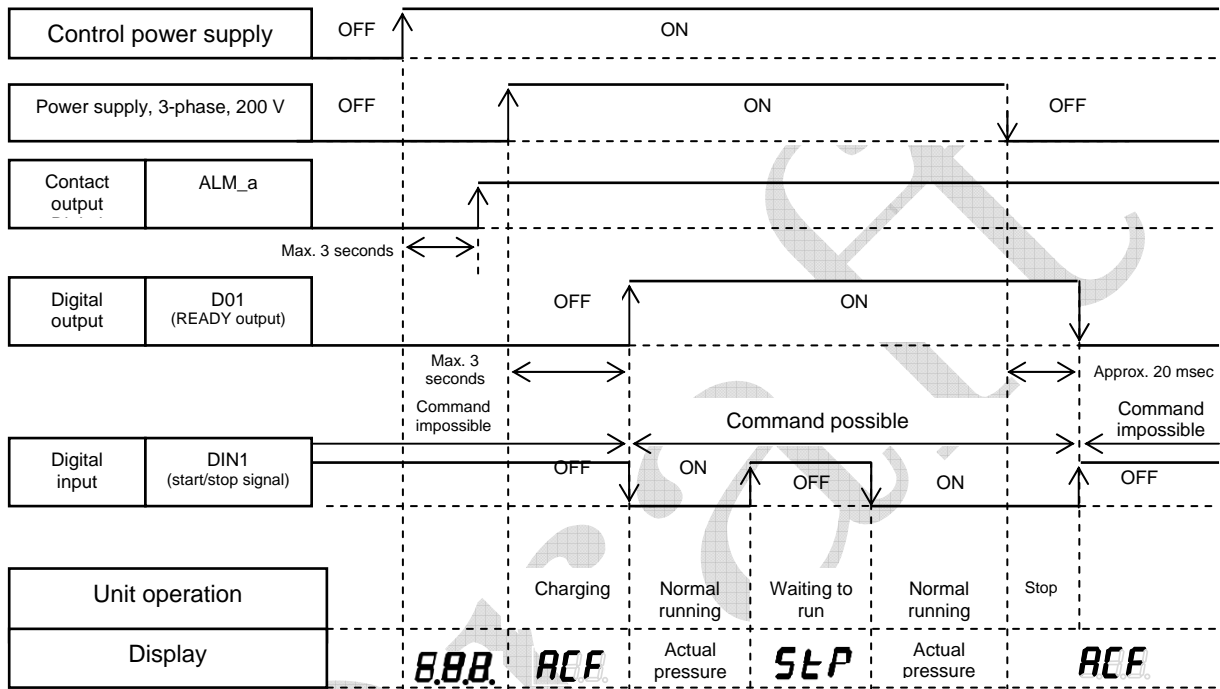 Control power supply OFF ON
Power supply, 3-phase, 200 V OFF ON OFF
Contact output ALM_a
Max. 3 seconds
Digital output D01 (READY output) OFF ON
Max. 3 seconds
Approx. 20 msec
Command impossible
Command possible
Command impossible
Digital input DIN1 (start/stop signal) OFF ON OFF ON OFF
Unit operation Charging Normal running Waiting to run Normal running Stop
Display 8.8.8. ACF Actual pressure StP Actual pressure ACF